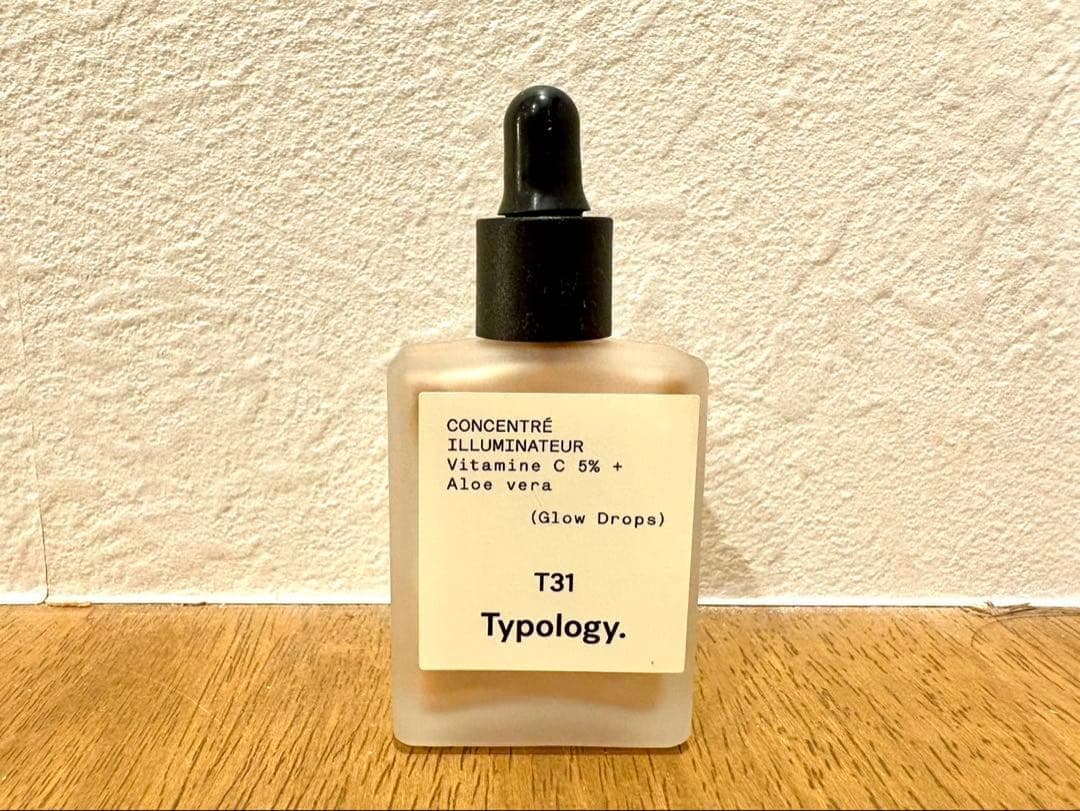 CONCENTRÉ
ILLUMINATEUR
Vitamine C 5% +
Aloe vera
(Glow Drops)
T31
Typology.